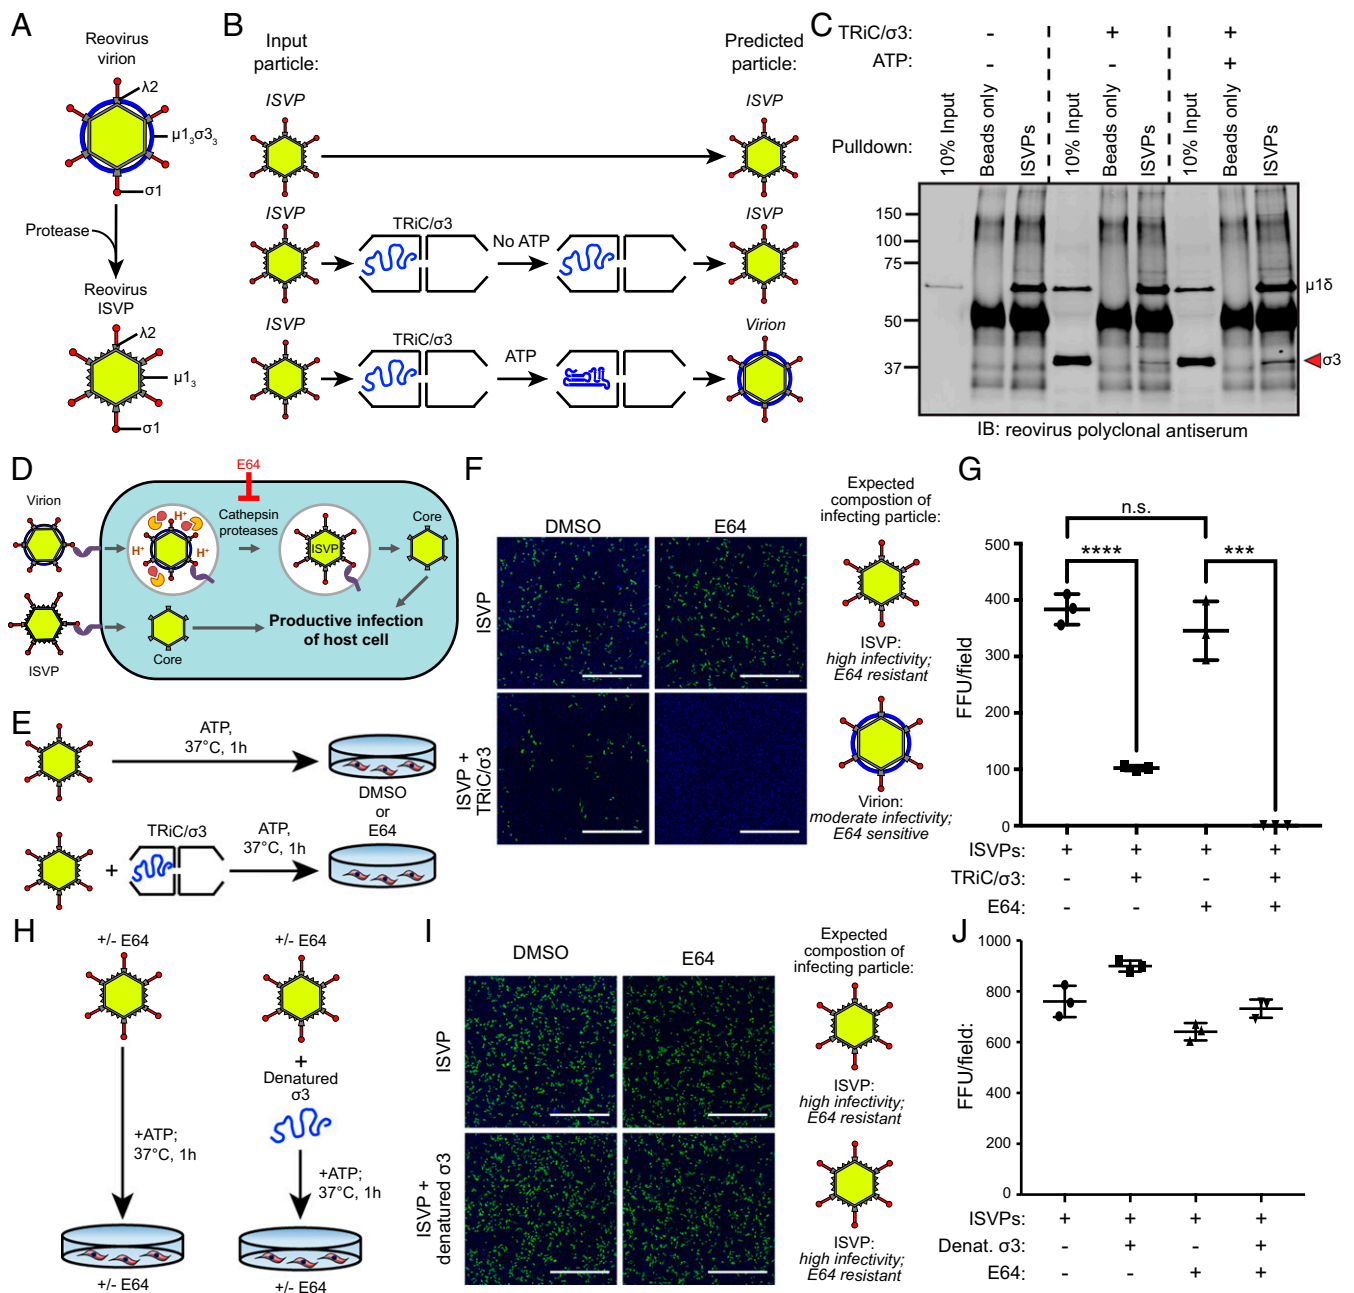 A
Reovirus
virion
λ2
μ1₃σ3₃
σ1
Protease
Reovirus
ISVP
λ2
μ1₃
σ1
B
Input
particle:
Predicted
particle:
ISVP
ISVP
ISVP
TRiC/σ3
No ATP
ISVP
ISVP
TRiC/σ3
ATP
Virion
C
TRiC/σ3: - + +
ATP: - - +
Pulldown:
10% Input
Beads only
ISVPs
10% Input
Beads only
ISVPs
10% Input
Beads only
ISVPs
150
100
75
50
37
μ1δ
σ3
IB: reovirus polyclonal antiserum
D
E64
Virion
H⁺
H⁺
H⁺
Cathepsin
proteases
ISVP
Core
ISVP
Core
Productive infection
of host cell
E
ATP,
37°C, 1h
DMSO
or
E64
TRiC/σ3
ATP,
37°C, 1h
+
F
DMSO
E64
ISVP
ISVP +
TRiC/σ3
Expected
compostion of
infecting particle:
ISVP:
high infectivity;
E64 resistant
Virion:
moderate infectivity;
E64 sensitive
G
n.s.
****
***
FFU/field
500
400
300
200
100
0
ISVPs: + + + +
TRiC/σ3: - + - +
E64: - - + +
H
+/- E64
+ATP;
37°C, 1h
+/- E64
+/- E64
+
Denatured
σ3
+ATP;
37°C, 1h
+/- E64
I
DMSO
E64
ISVP
ISVP +
denatured σ3
Expected
compostion of
infecting particle:
ISVP:
high infectivity;
E64 resistant
ISVP:
high infectivity;
E64 resistant
J
FFU/field:
1000
800
600
400
200
0
ISVPs: + + + +
Denat. σ3: - + - +
E64: - - + +